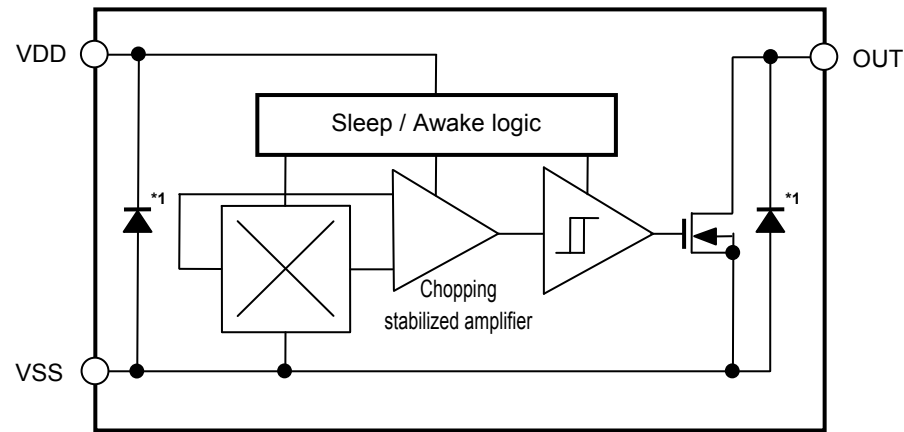 VDD
OUT
Sleep / Awake logic
*1
*1
Chopping
stabilized amplifier
VSS